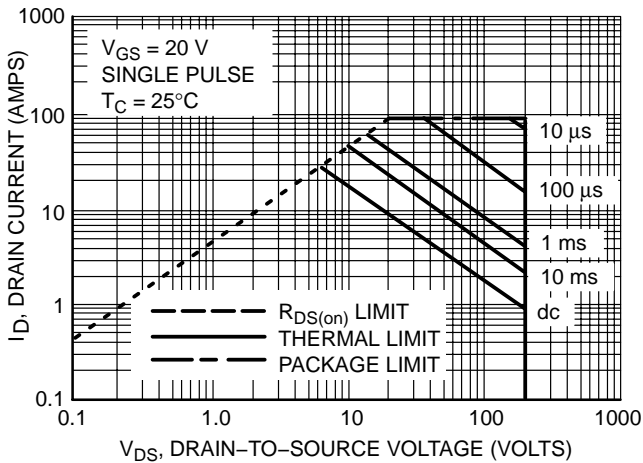 1000
100
10
1
0.1
I_D, DRAIN CURRENT (AMPS)
V_GS = 20 V
SINGLE PULSE
T_C = 25°C
10 µs
100 µs
1 ms
10 ms
dc
R_DS(on) LIMIT
THERMAL LIMIT
PACKAGE LIMIT
0.1 1.0 10 100 1000
V_DS, DRAIN−TO−SOURCE VOLTAGE (VOLTS)